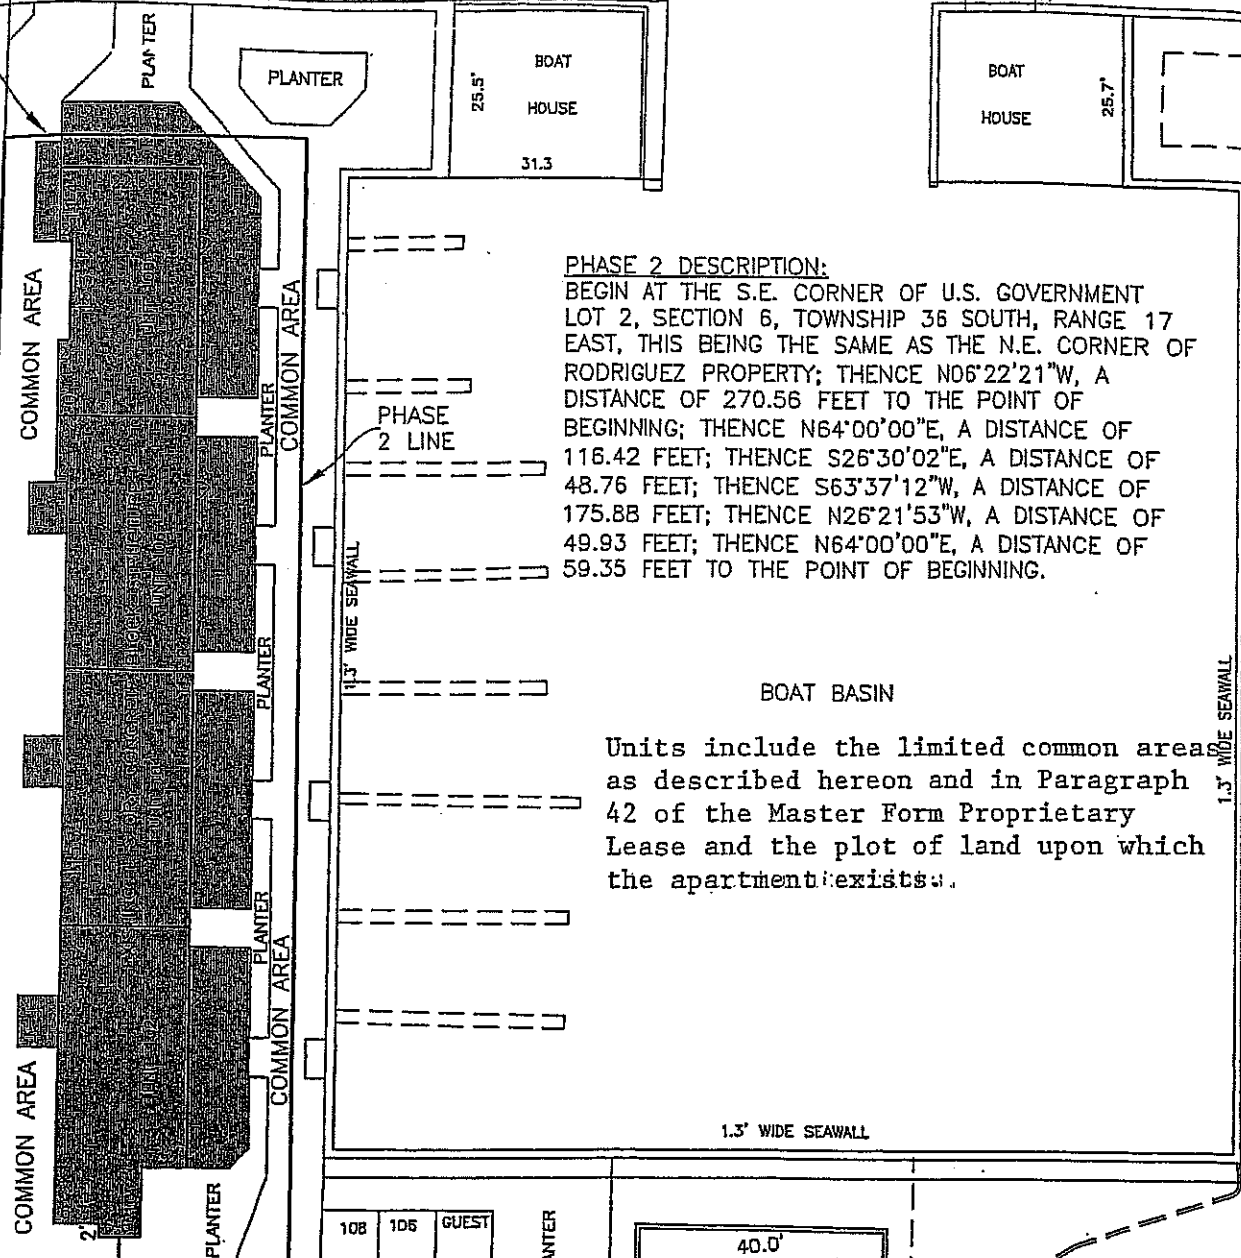 PLANTER
PLANTER
BOAT
HOUSE
25.5'
31.3
BOAT
HOUSE
25.7'
COMMON AREA
COMMON AREA
PLANTER
PHASE
2 LINE
PHASE 2 DESCRIPTION:
BEGIN AT THE S.E. CORNER OF U.S. GOVERNMENT
LOT 2, SECTION 6, TOWNSHIP 36 SOUTH, RANGE 17
EAST, THIS BEING THE SAME AS THE N.E. CORNER OF
RODRIGUEZ PROPERTY; THENCE N06°22'21"W, A
DISTANCE OF 270.56 FEET TO THE POINT OF
BEGINNING; THENCE N64°00'00"E, A DISTANCE OF
116.42 FEET; THENCE S26°30'02"E, A DISTANCE OF
48.76 FEET; THENCE S63°37'12"W, A DISTANCE OF
175.88 FEET; THENCE N26°21'53"W, A DISTANCE OF
49.93 FEET; THENCE N64°00'00"E, A DISTANCE OF
59.35 FEET TO THE POINT OF BEGINNING.
1.3' WIDE SEAWALL
PLANTER
BOAT BASIN
1.3' WIDE SEAWALL
Units include the limited common areas
as described hereon and in Paragraph
42 of the Master Form Proprietary
Lease and the plot of land upon which
the apartment exists.
PLANTER
COMMON AREA
COMMON AREA
1.3' WIDE SEAWALL
2'
PLANTER
108
106
GUEST
ANTER
40.0'